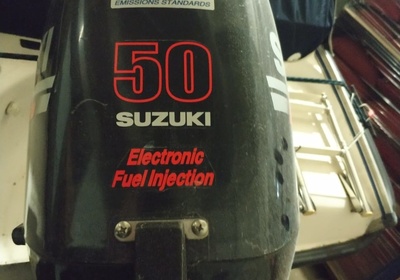 EMISSIONS STANDARDS
50
SUZUKI
Electronic
Fuel Injection